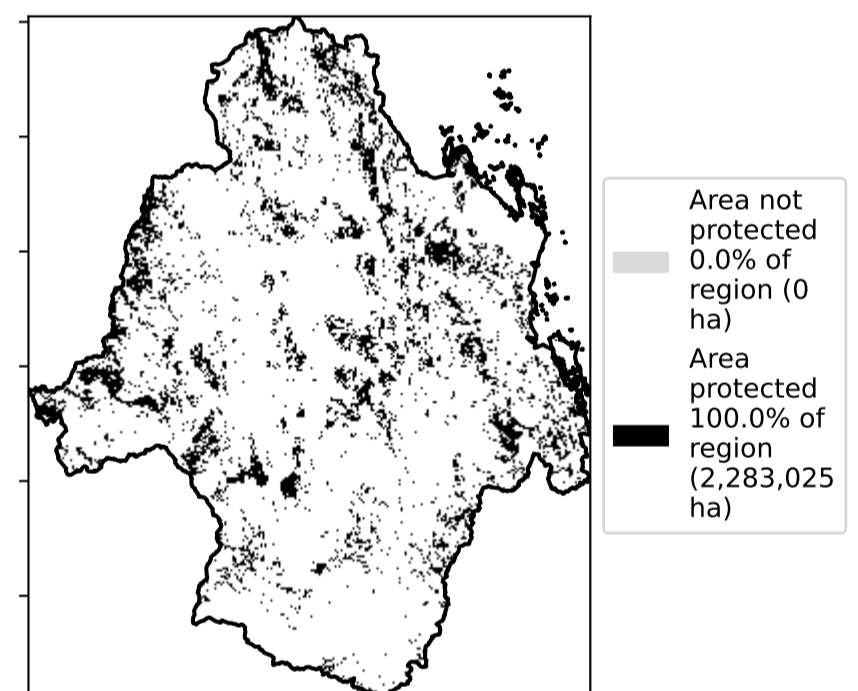 Area not
protected
0.0% of
region (0
ha)
Area
protected
100.0% of
region
(2,283,025
ha)